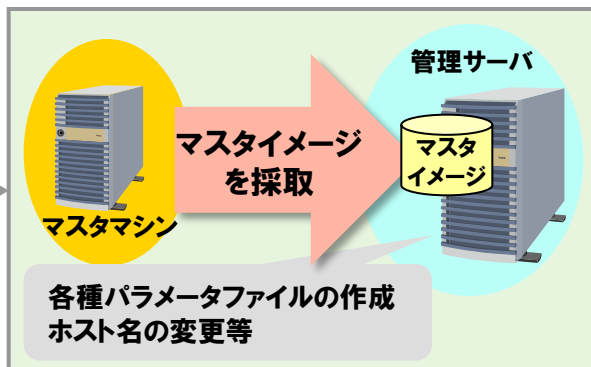 管理サーバ
マスタイメージ
を採取
マスタ
イメージ
マスタマシン
各種パラメータファイルの作成
ホスト名の変更等